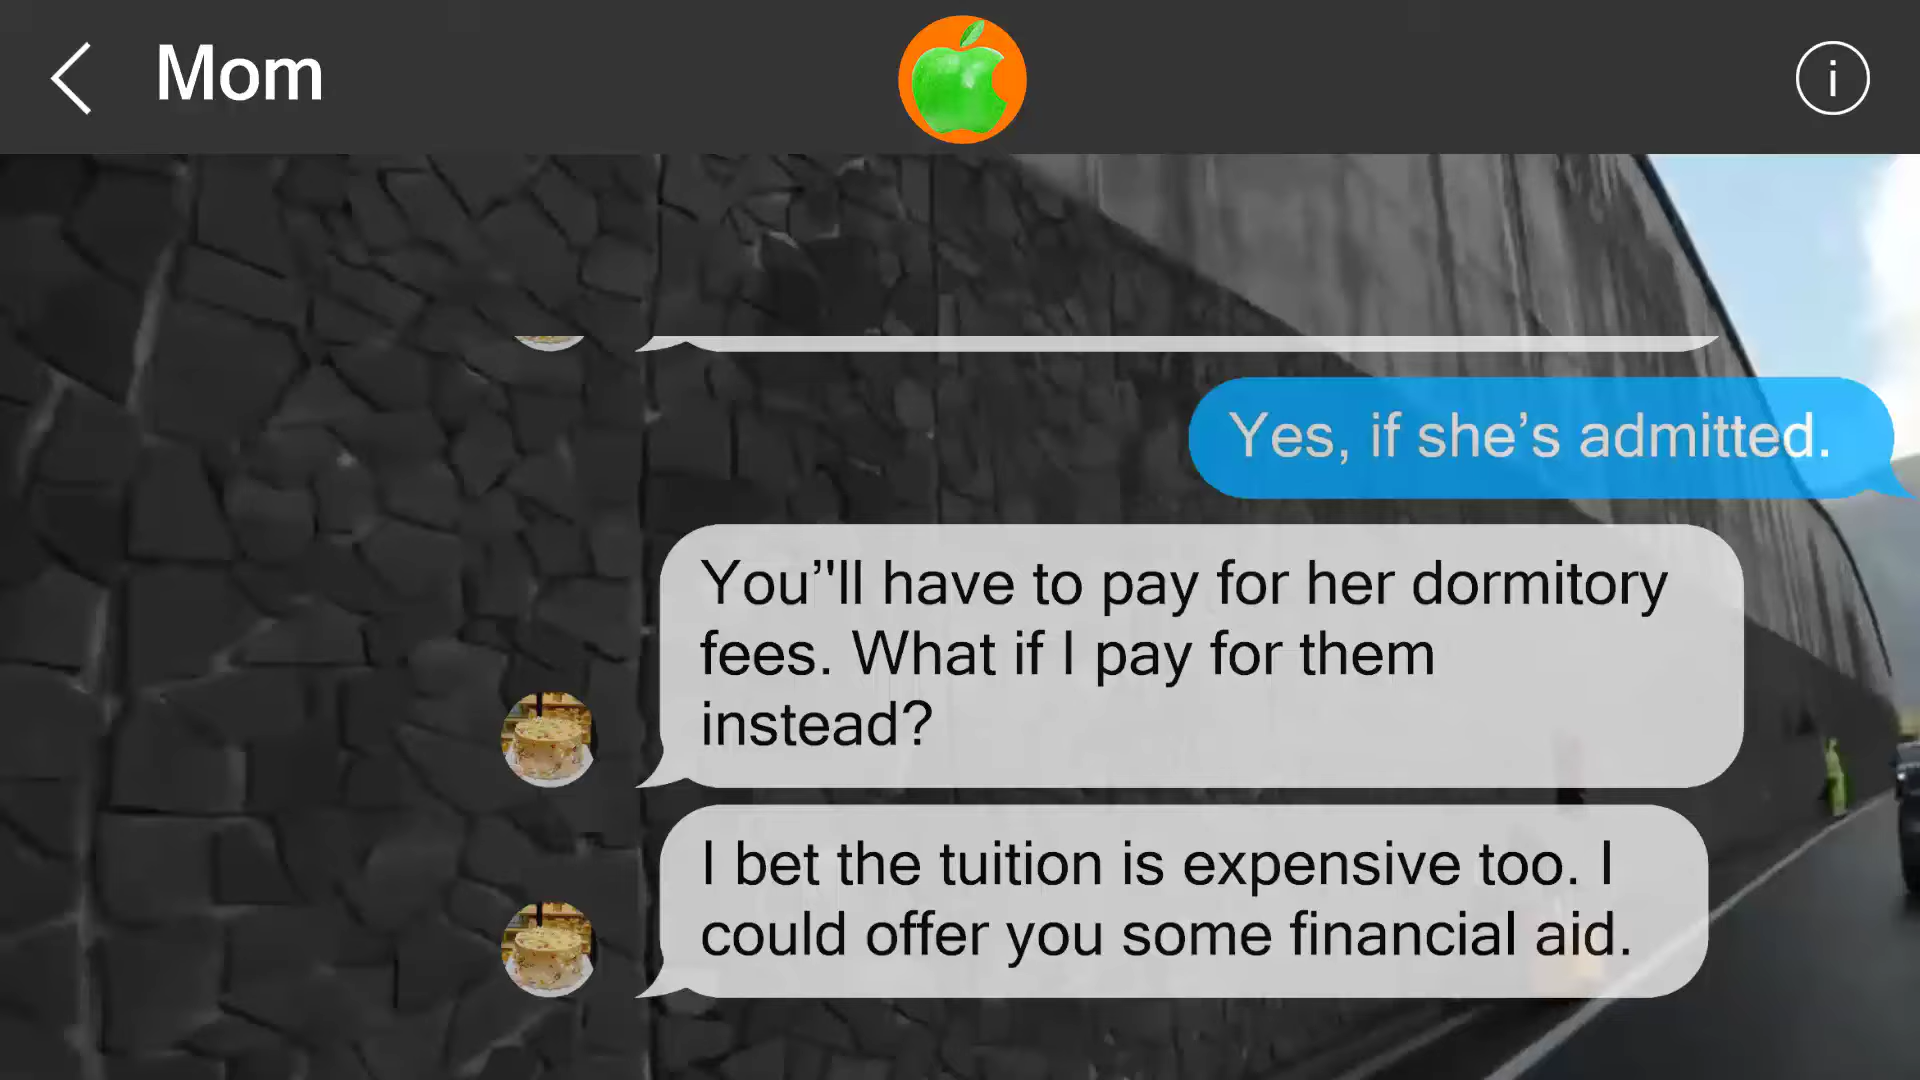 Mom
i
Yes, if she’s admitted.
You”'ll have to pay for her dormitory
fees. What if I pay for them
instead?
I bet the tuition is expensive too. I
could offer you some financial aid.